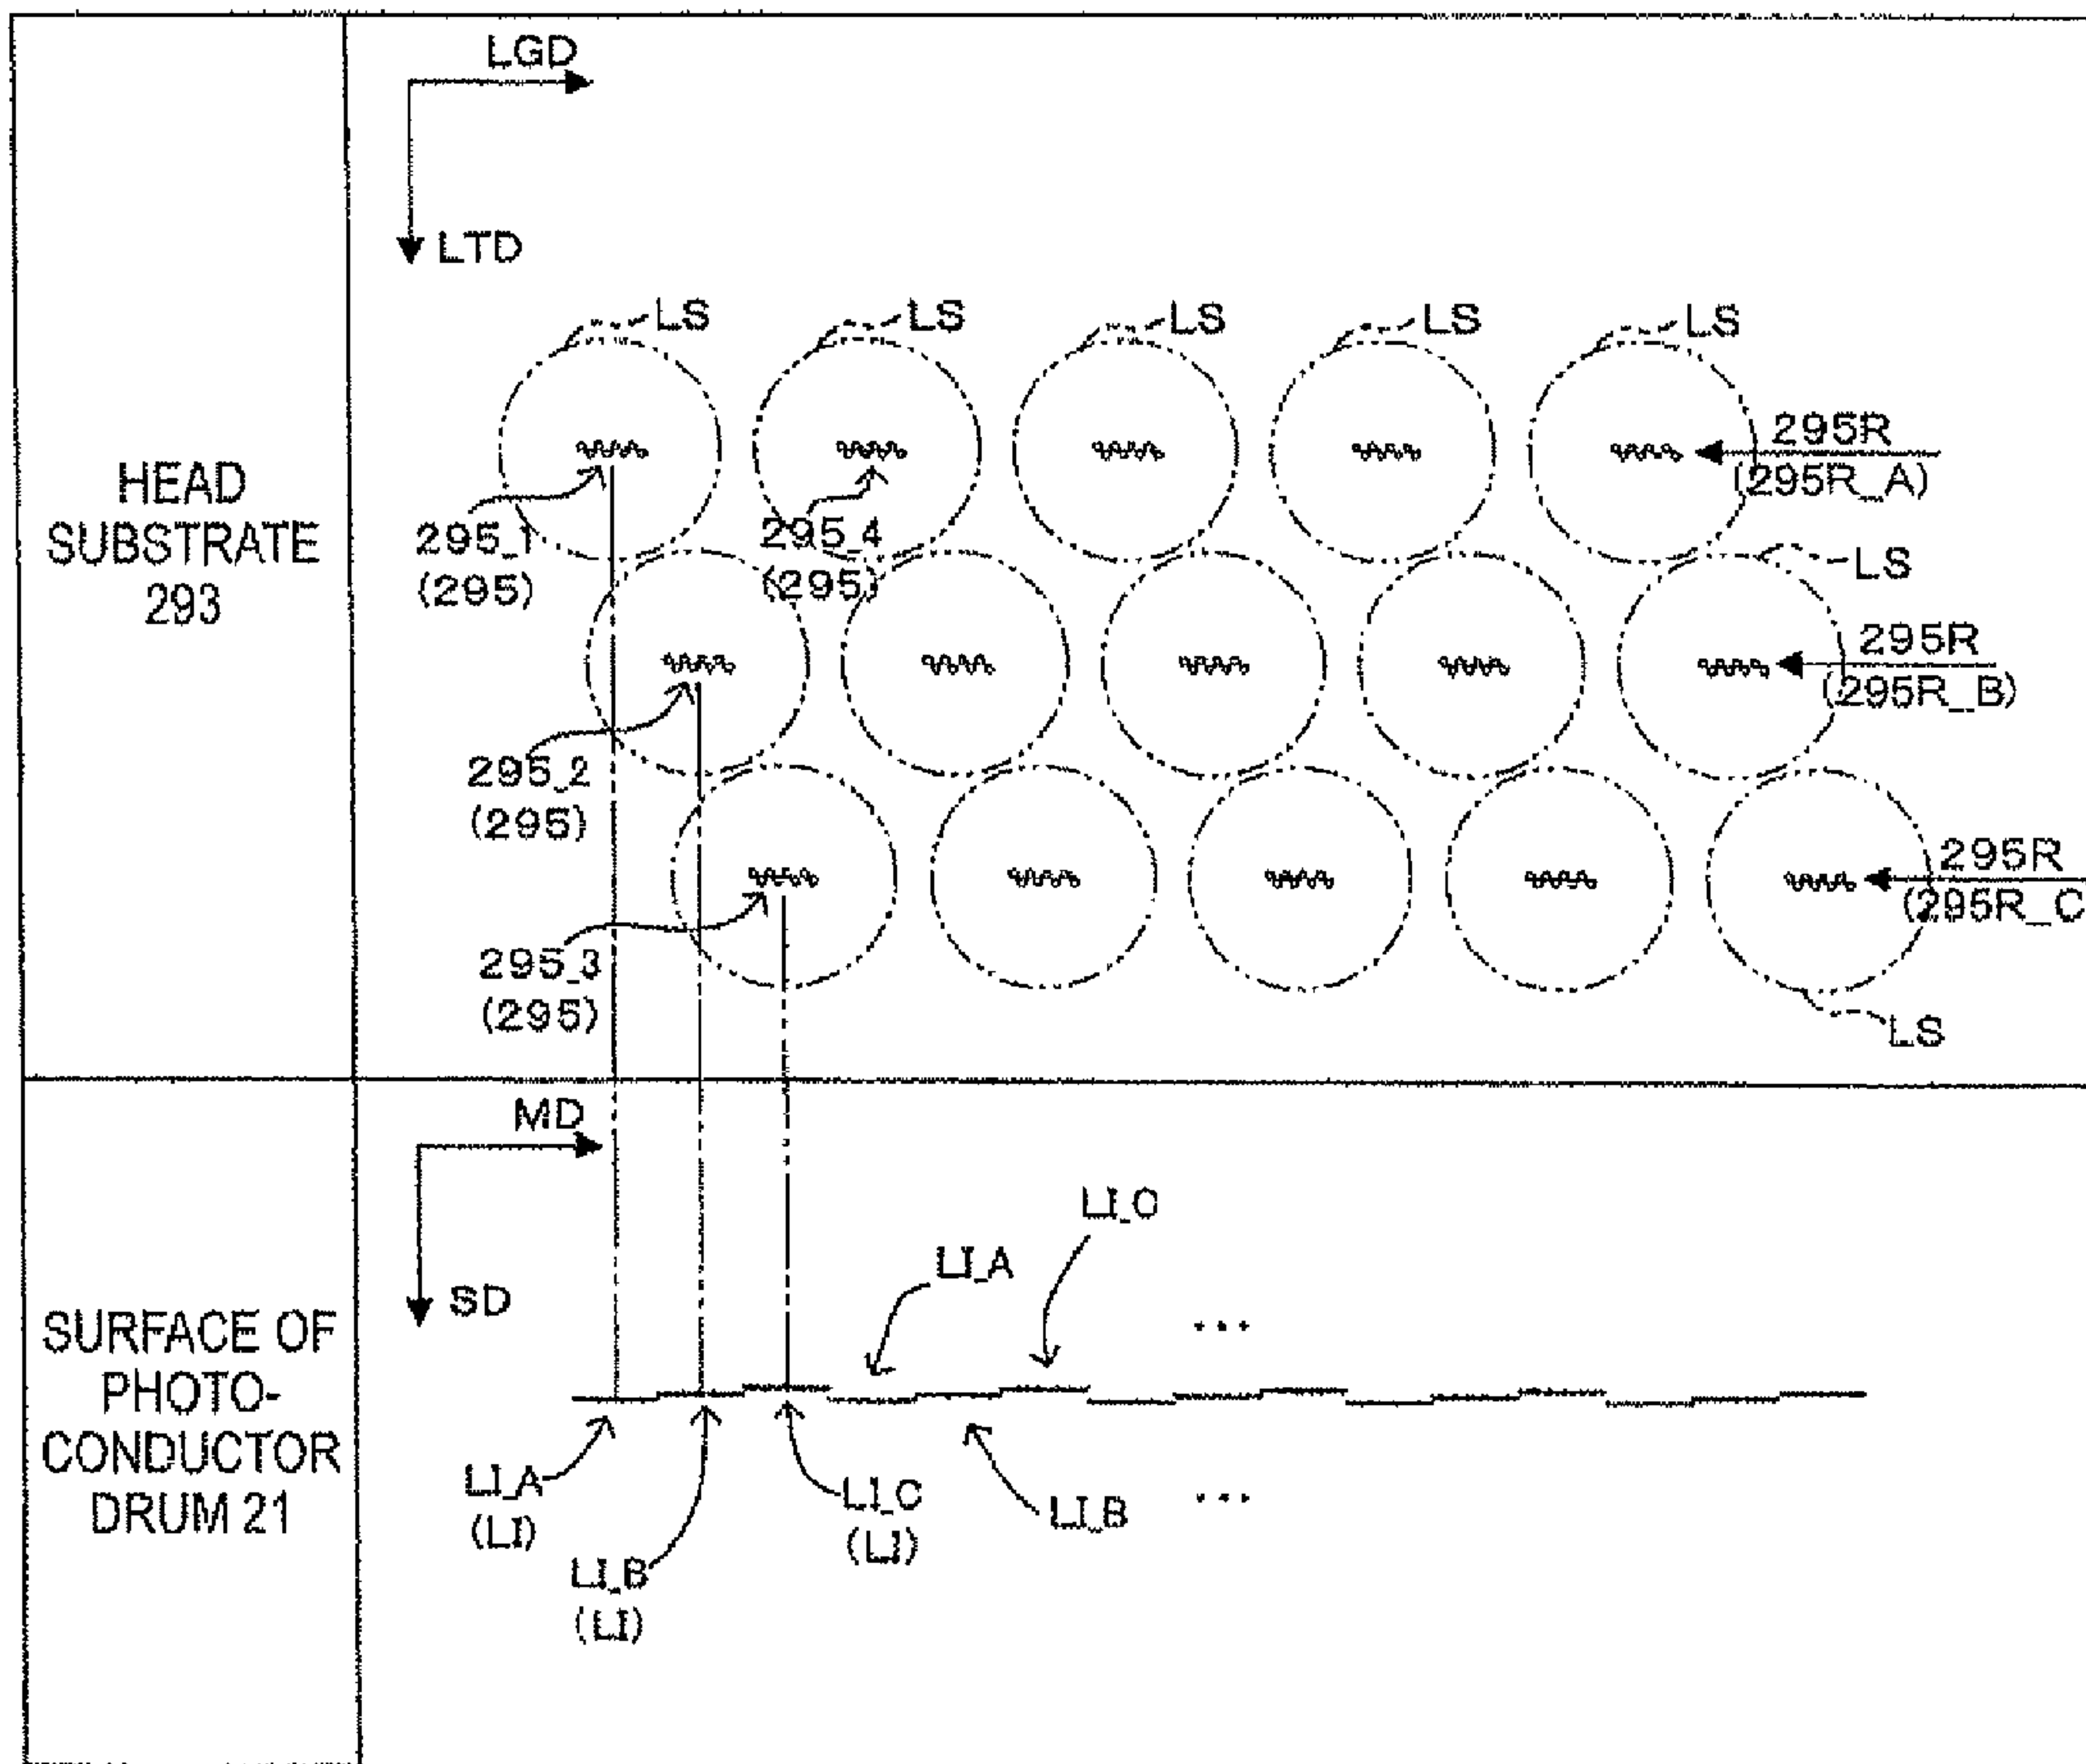 LGD
LTD
LS
LS
LS
LS
LS
HEAD
SUBSTRATE
293
295_1
(295)
295_4
(295)
295R
(295R_A)
LS
295_2
(295)
295R
(295R_B)
295_3
(295)
295R
(295R_C
LS
SURFACE OF
PHOTO-
CONDUCTOR
DRUM 21
MD
SD
LI_C
LI_A
...
LI_A
(LI)
LI_B
(LI)
LI_C
(LI)
LI_B
...